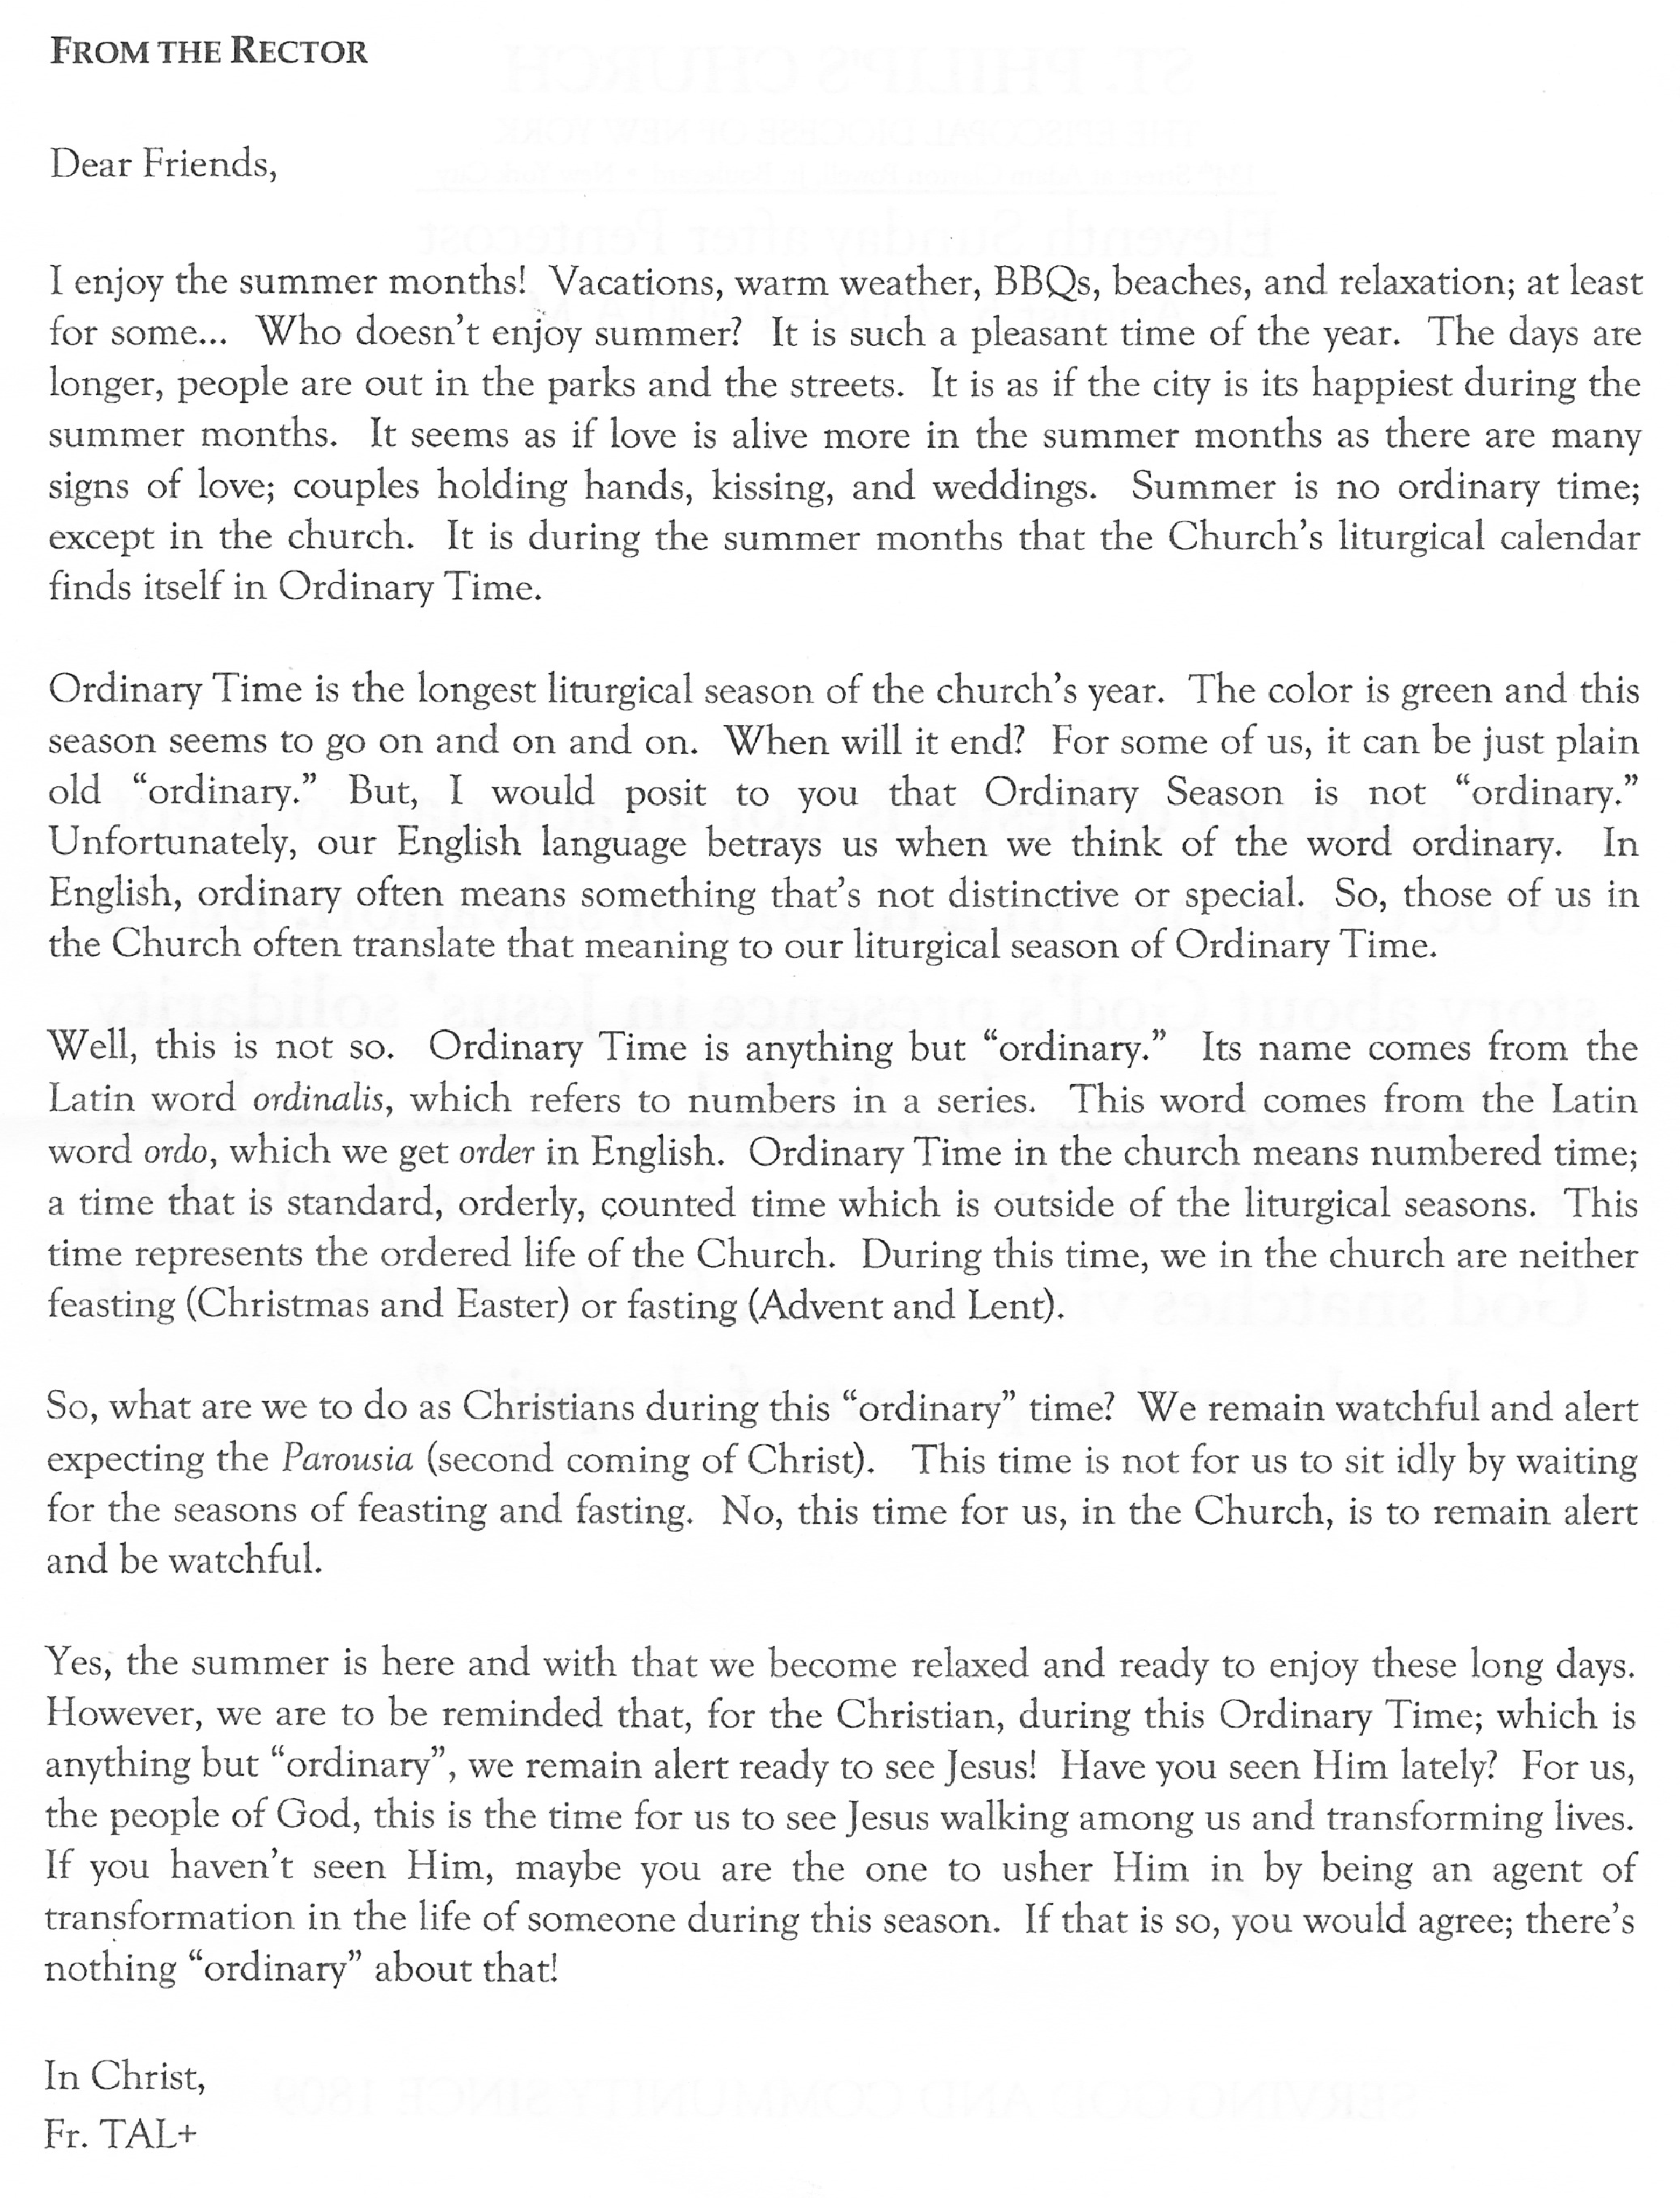 FROM THE RECTOR
Dear Friends,
I enjoy the summer months!  Vacations, warm weather, BBQs, beaches, and relaxation; at least
for some...  Who doesn't enjoy summer?  It is such a pleasant time of the year.  The days are
longer, people are out in the parks and the streets.  It is as if the city is its happiest during the
summer months.  It seems as if love is alive more in the summer months as there are many
signs of love; couples holding hands, kissing, and weddings.  Summer is no ordinary time;
except in the church.  It is during the summer months that the Church's liturgical calendar
finds itself in Ordinary Time.
Ordinary Time is the longest liturgical season of the church's year.  The color is green and this
season seems to go on and on and on.  When will it end?  For some of us, it can be just plain
old “ordinary.”  But, I would posit to you that Ordinary Season is not “ordinary.”
Unfortunately, our English language betrays us when we think of the word ordinary.  In
English, ordinary often means something that's not distinctive or special.  So, those of us in
the Church often translate that meaning to our liturgical season of Ordinary Time.
Well, this is not so.  Ordinary Time is anything but “ordinary.”  Its name comes from the
Latin word ordinalis, which refers to numbers in a series.  This word comes from the Latin
word ordo, which we get order in English.  Ordinary Time in the church means numbered time;
a time that is standard, orderly, counted time which is outside of the liturgical seasons.  This
time represents the ordered life of the Church.  During this time, we in the church are neither
feasting (Christmas and Easter) or fasting (Advent and Lent).
So, what are we to do as Christians during this “ordinary” time?  We remain watchful and alert
expecting the Parousia (second coming of Christ).  This time is not for us to sit idly by waiting
for the seasons of feasting and fasting.  No, this time for us, in the Church, is to remain alert
and be watchful.
Yes, the summer is here and with that we become relaxed and ready to enjoy these long days.
However, we are to be reminded that, for the Christian, during this Ordinary Time; which is
anything but “ordinary”, we remain alert ready to see Jesus!  Have you seen Him lately?  For us,
the people of God, this is the time for us to see Jesus walking among us and transforming lives.
If you haven't seen Him, maybe you are the one to usher Him in by being an agent of
transformation in the life of someone during this season.  If that is so, you would agree; there's
nothing “ordinary” about that!
In Christ,
Fr. TAL+